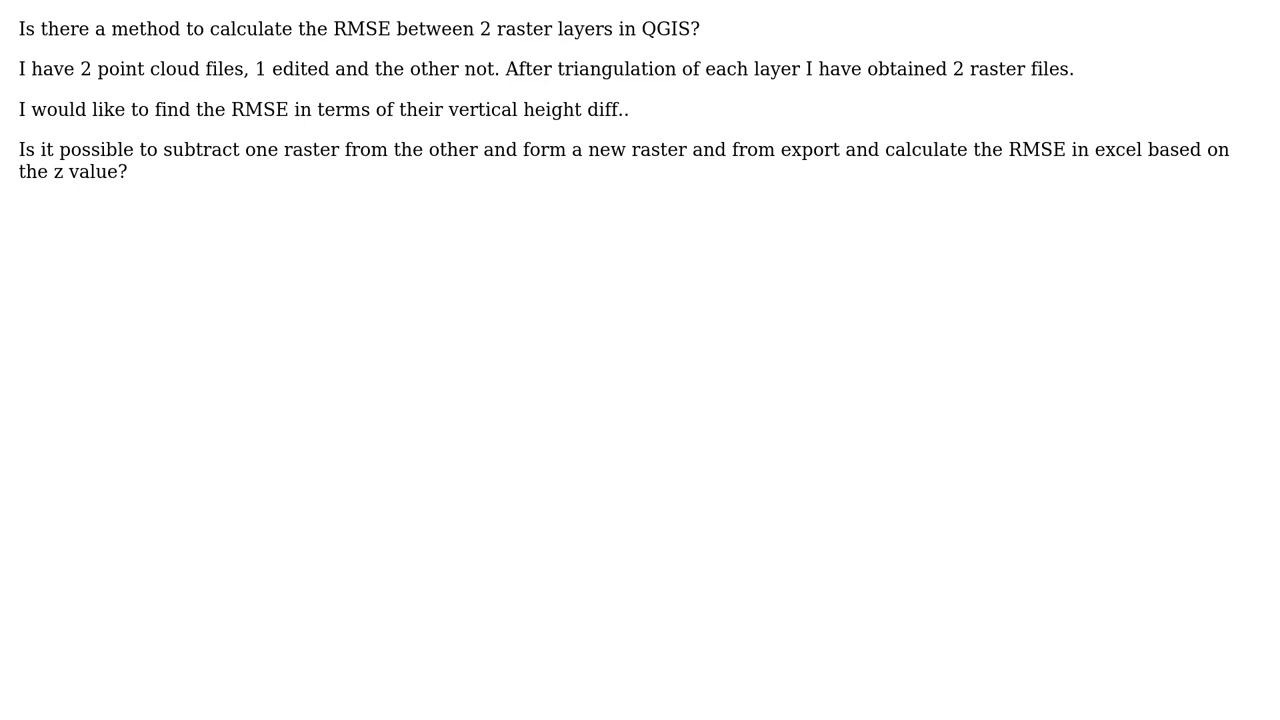 Is there a method to calculate the RMSE between 2 raster layers in QGIS?
I have 2 point cloud files, 1 edited and the other not. After triangulation of each layer I have obtained 2 raster files.
I would like to find the RMSE in terms of their vertical height diff..
Is it possible to subtract one raster from the other and form a new raster and from export and calculate the RMSE in excel based on
the z value?